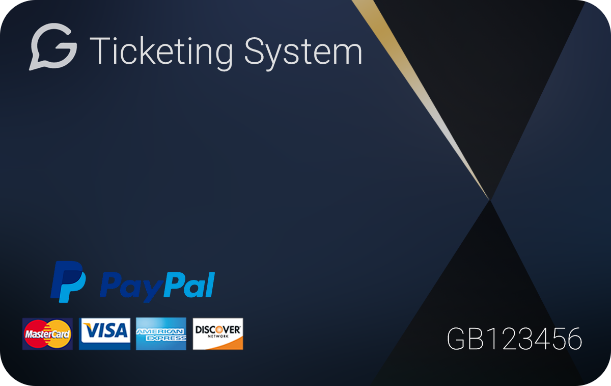 G Ticketing System
PayPal
MasterCard VISA AMERICAN EXPRESS DISCOVER NETWORK
GB123456